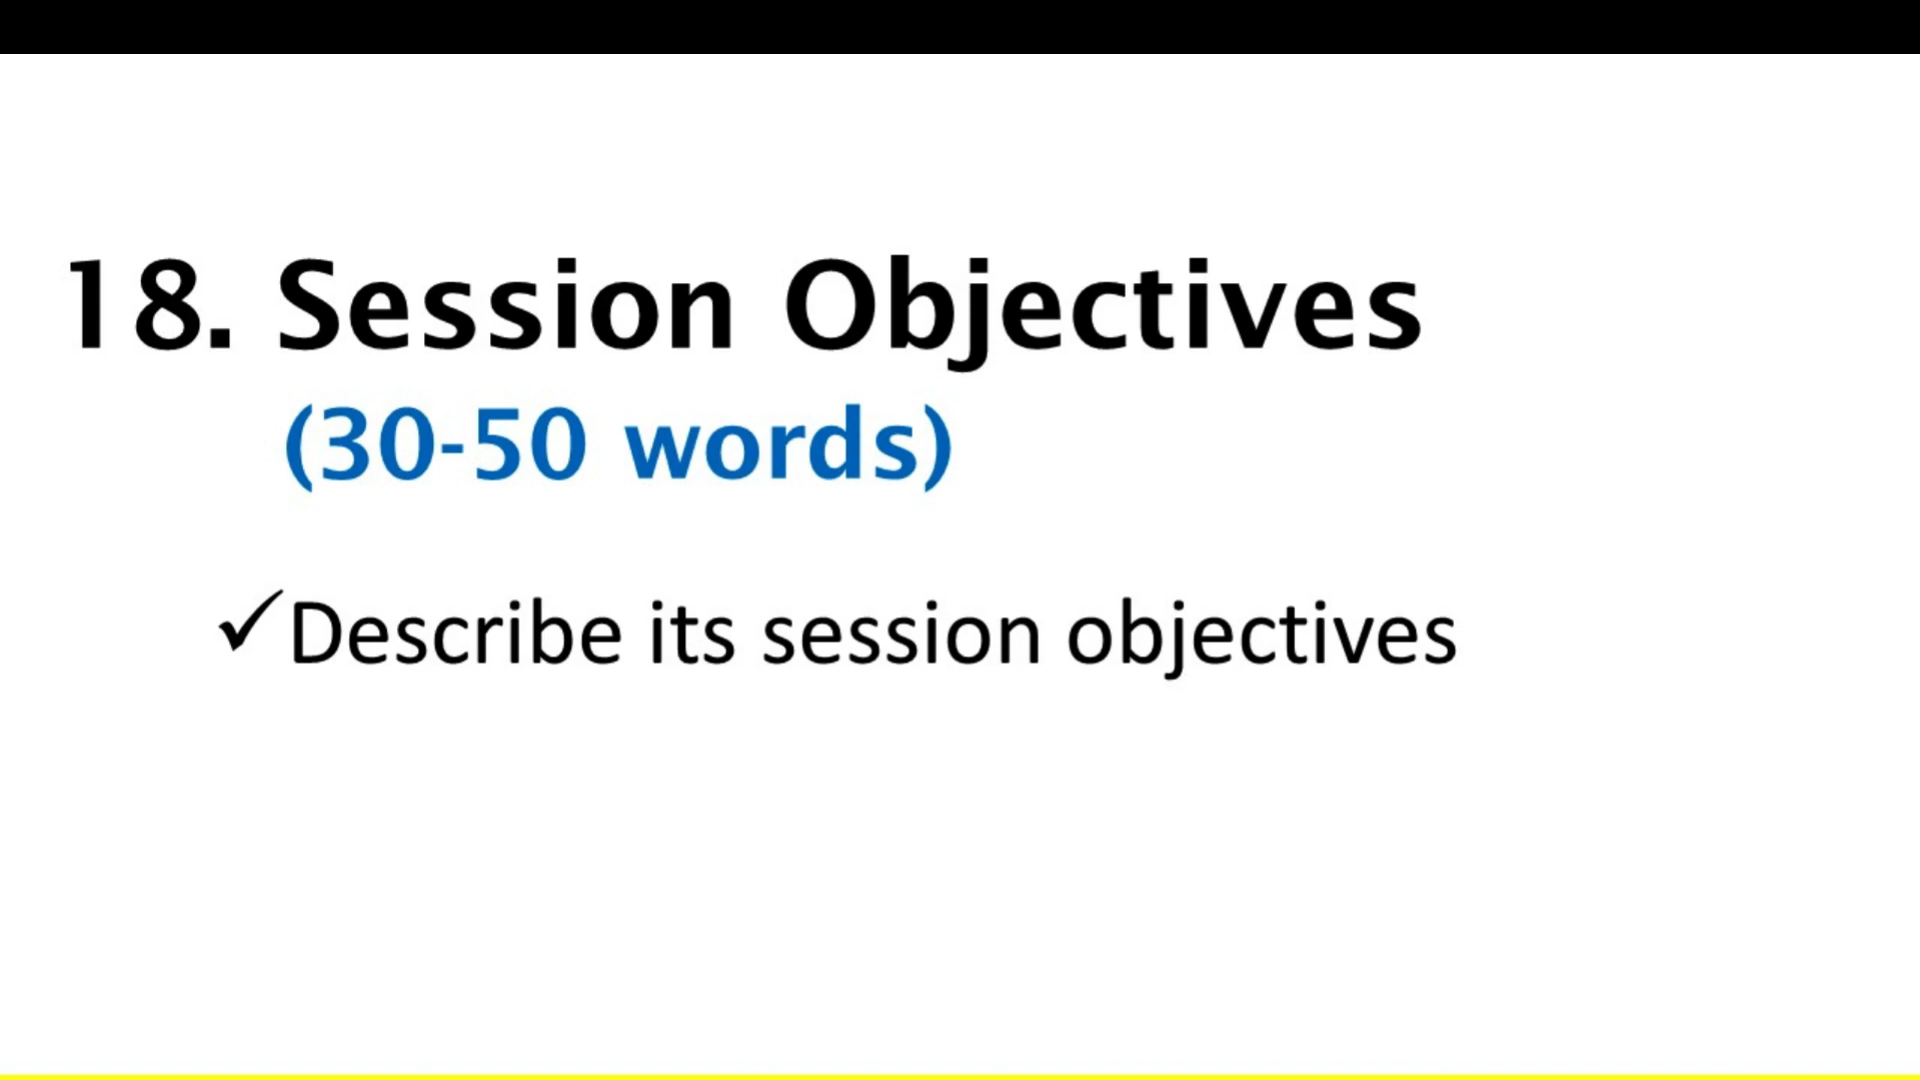 18. Session Objectives
(30-50 words)
✓Describe its session objectives